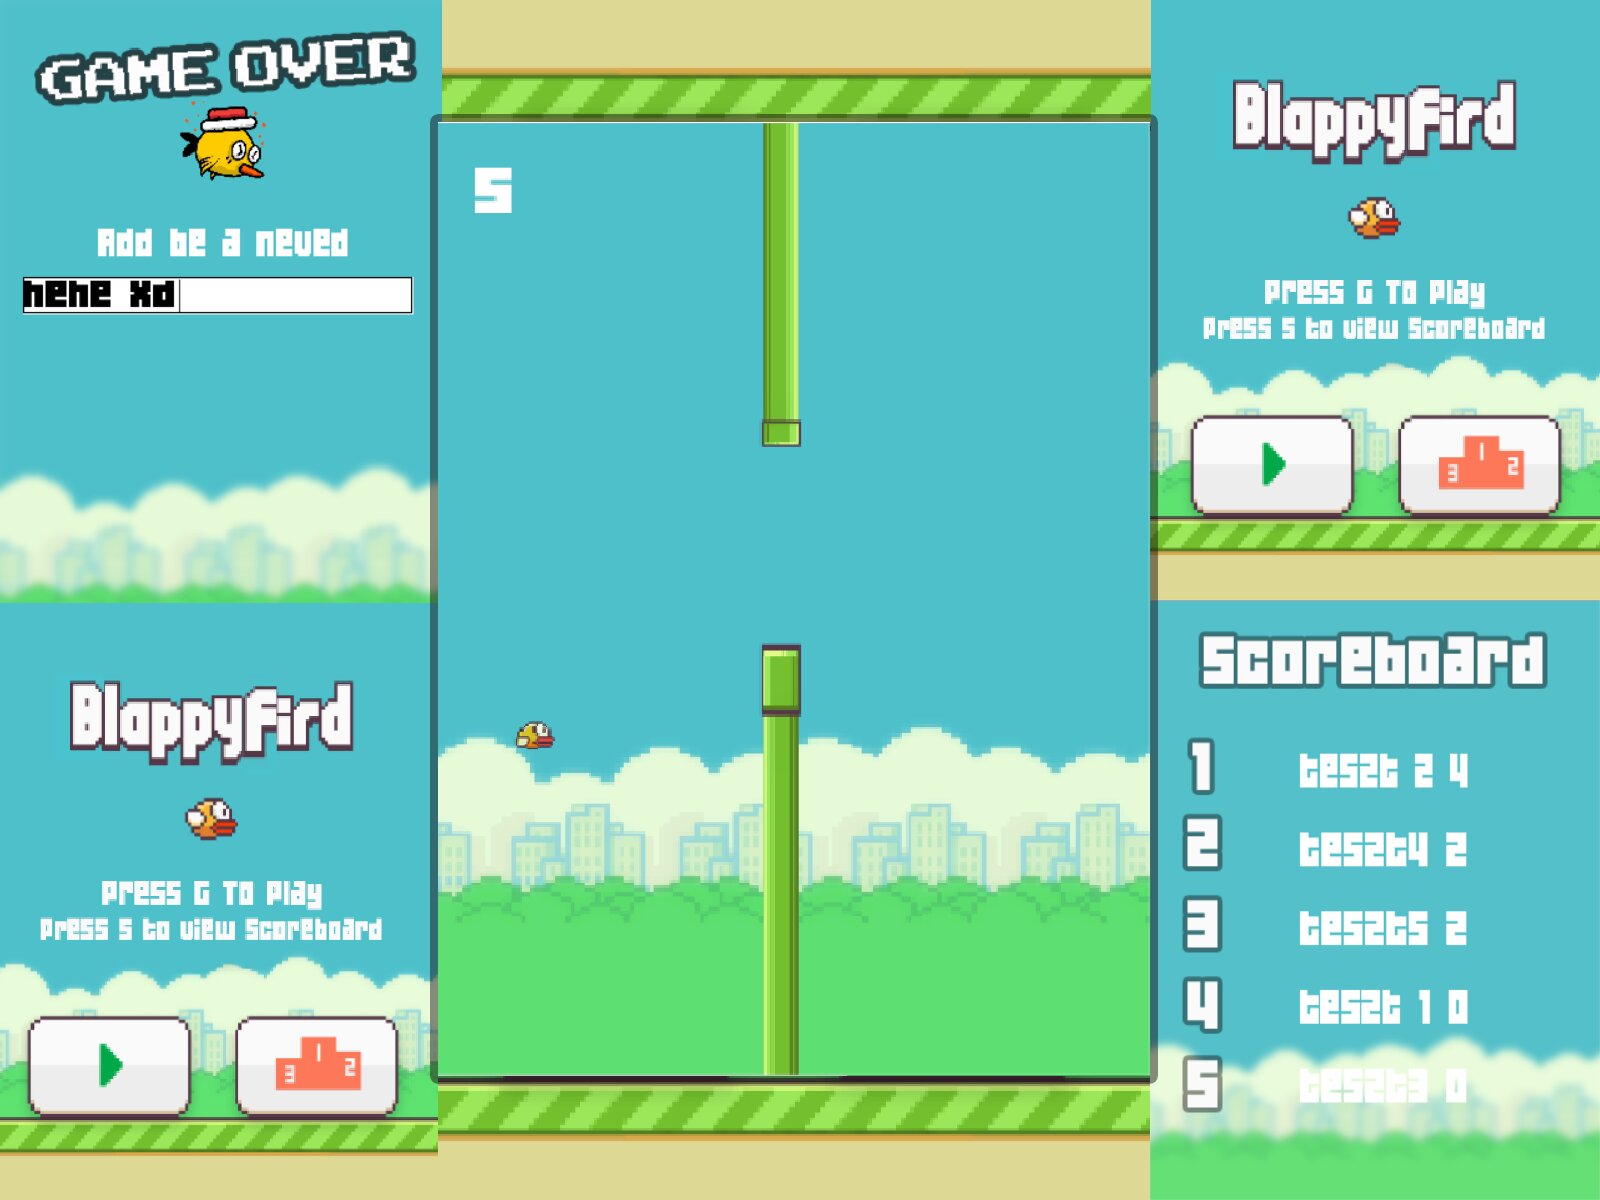 GAME OVER
Add be a neved
hehe xd
BlappyFird
Press G To Play
Press S to view Scoreboard
3 1 2
5
BlappyFird
Press G To Play
Press S to view Scoreboard
3 1 2
Scoreboard
1 teszt 2 4
2 teszt4 2
3 teszt5 2
4 teszt 1 0
5 teszt3 0